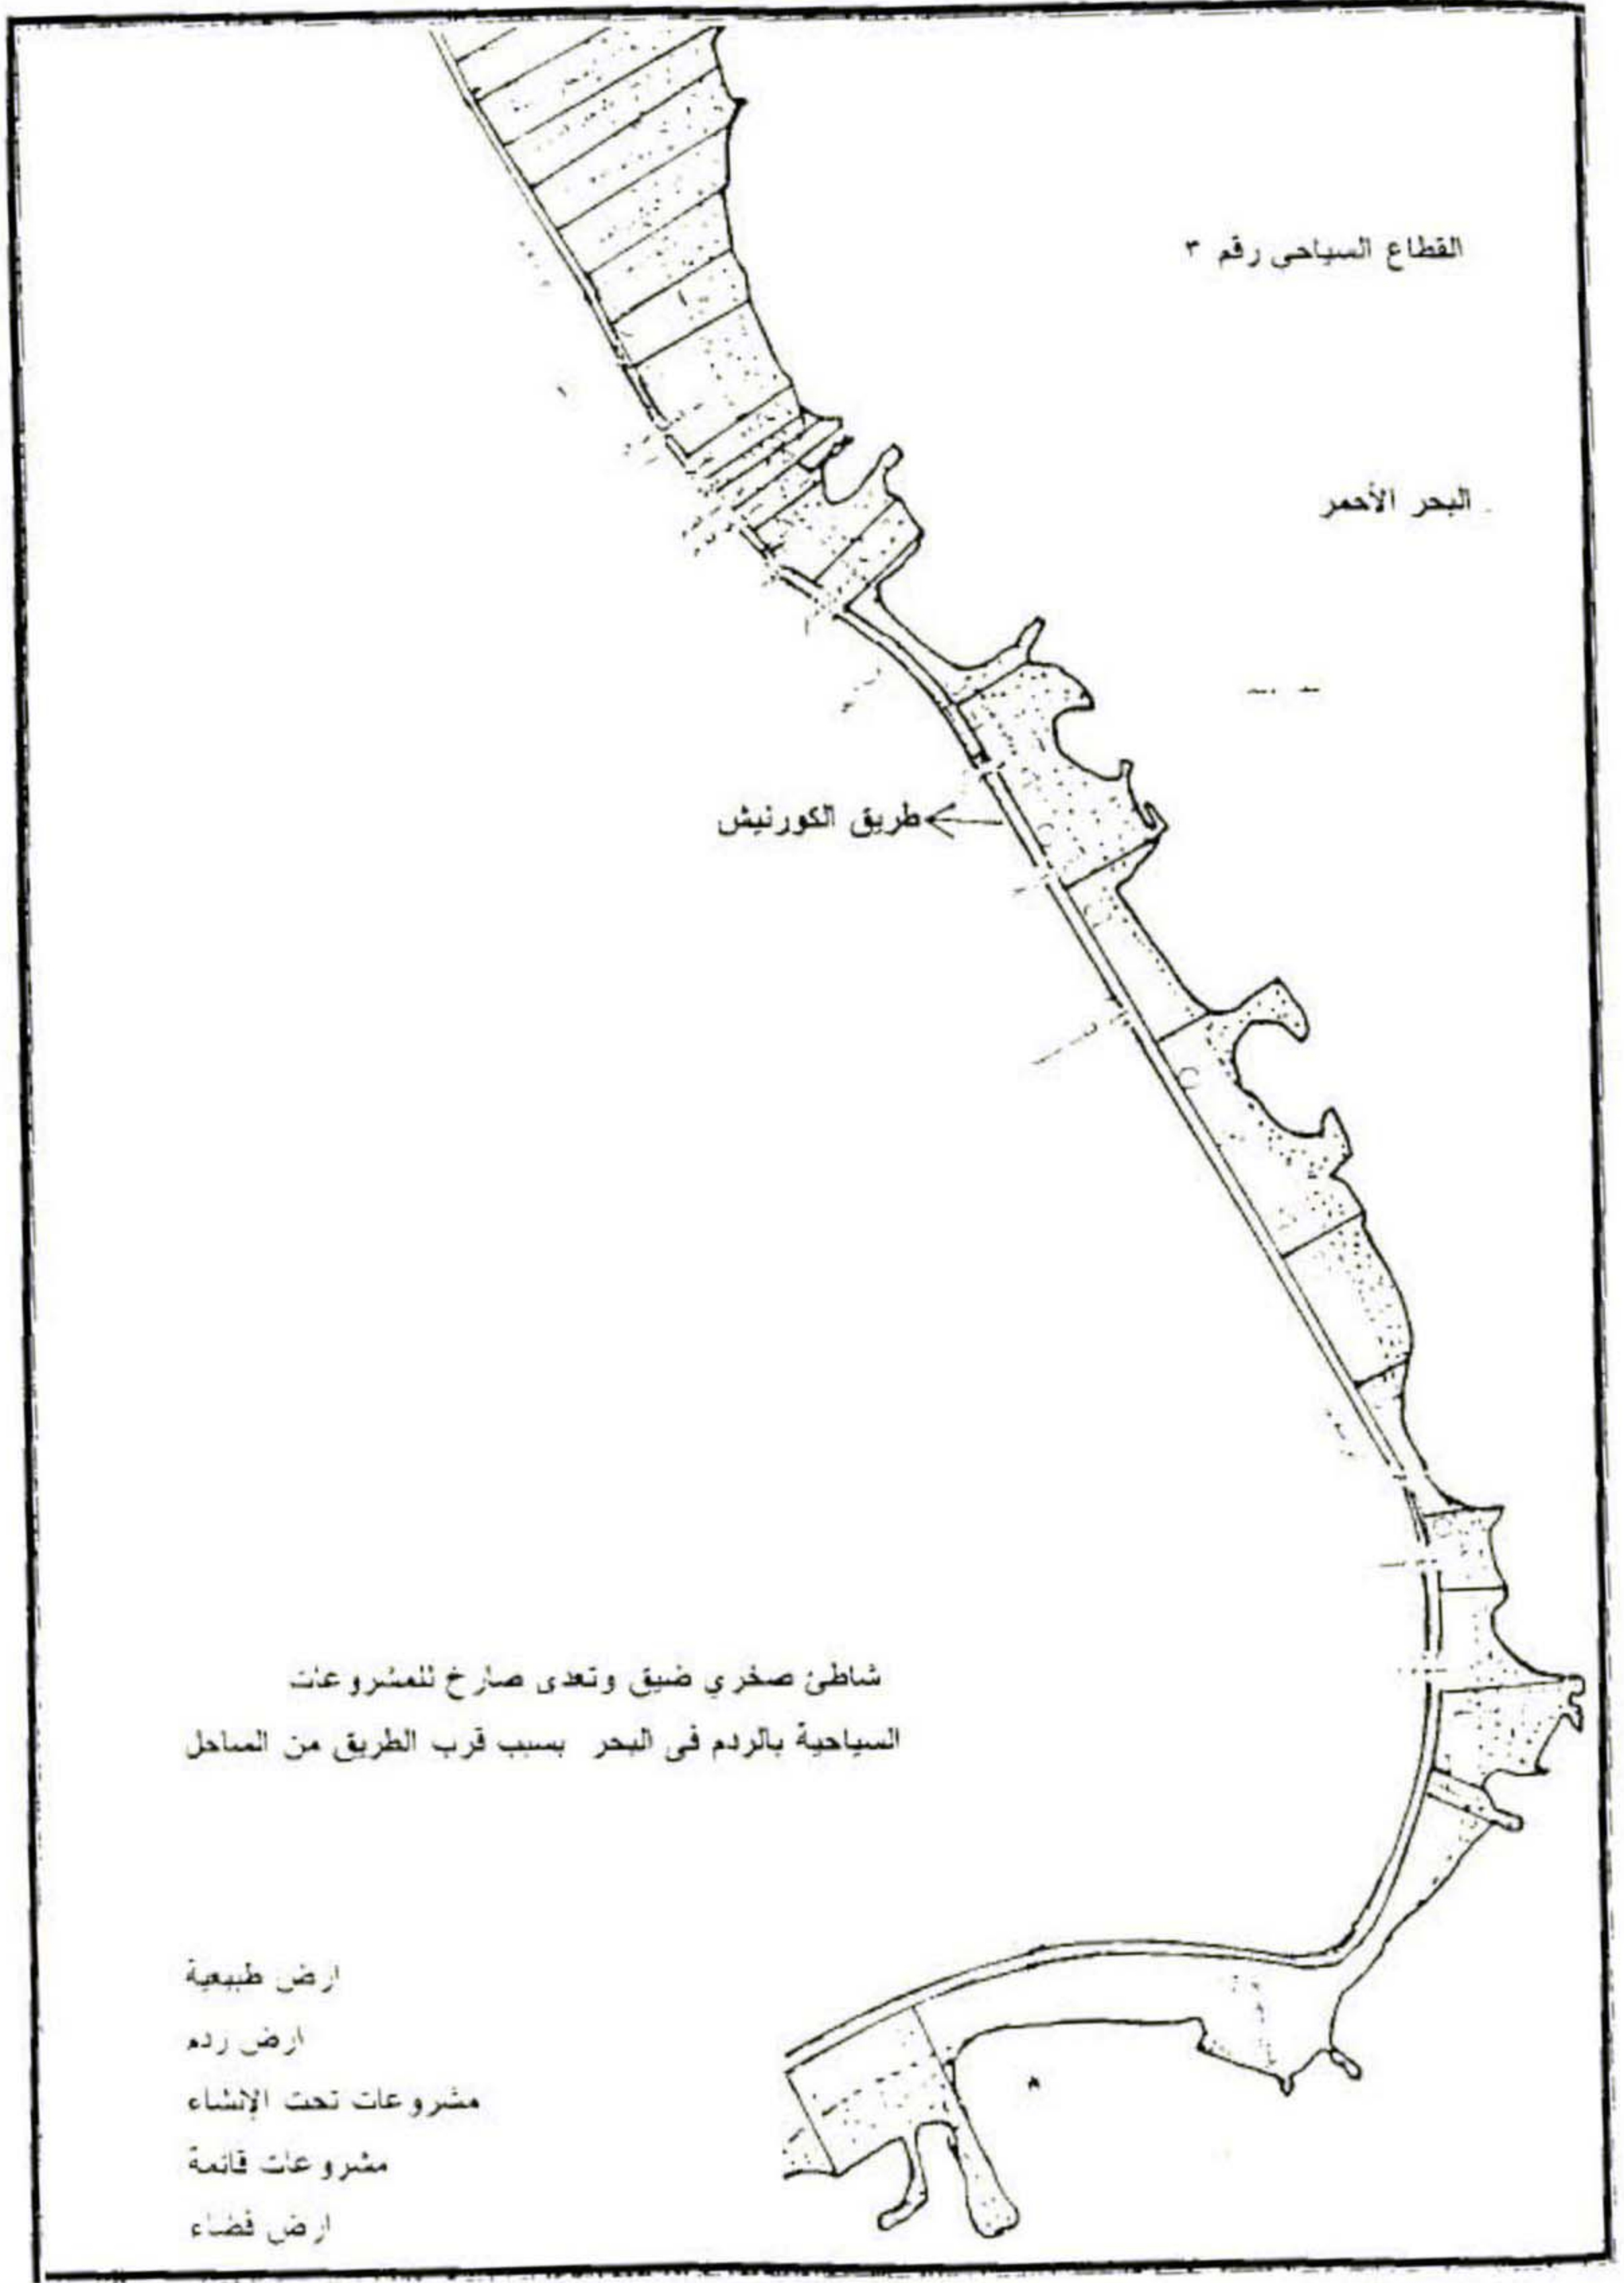 القطاع السياحى رقم ٣
البحر الأحمر
طريق الكورنيش
شاطئ صخري ضيق وتعدى صارخ للمشروعات
السياحية بالردم فى البحر بسبب قرب الطريق من الساحل
ارض طبيعية
ارض ردم
مشروعات تحت الإنشاء
مشروعات قائمة
ارض فضاء